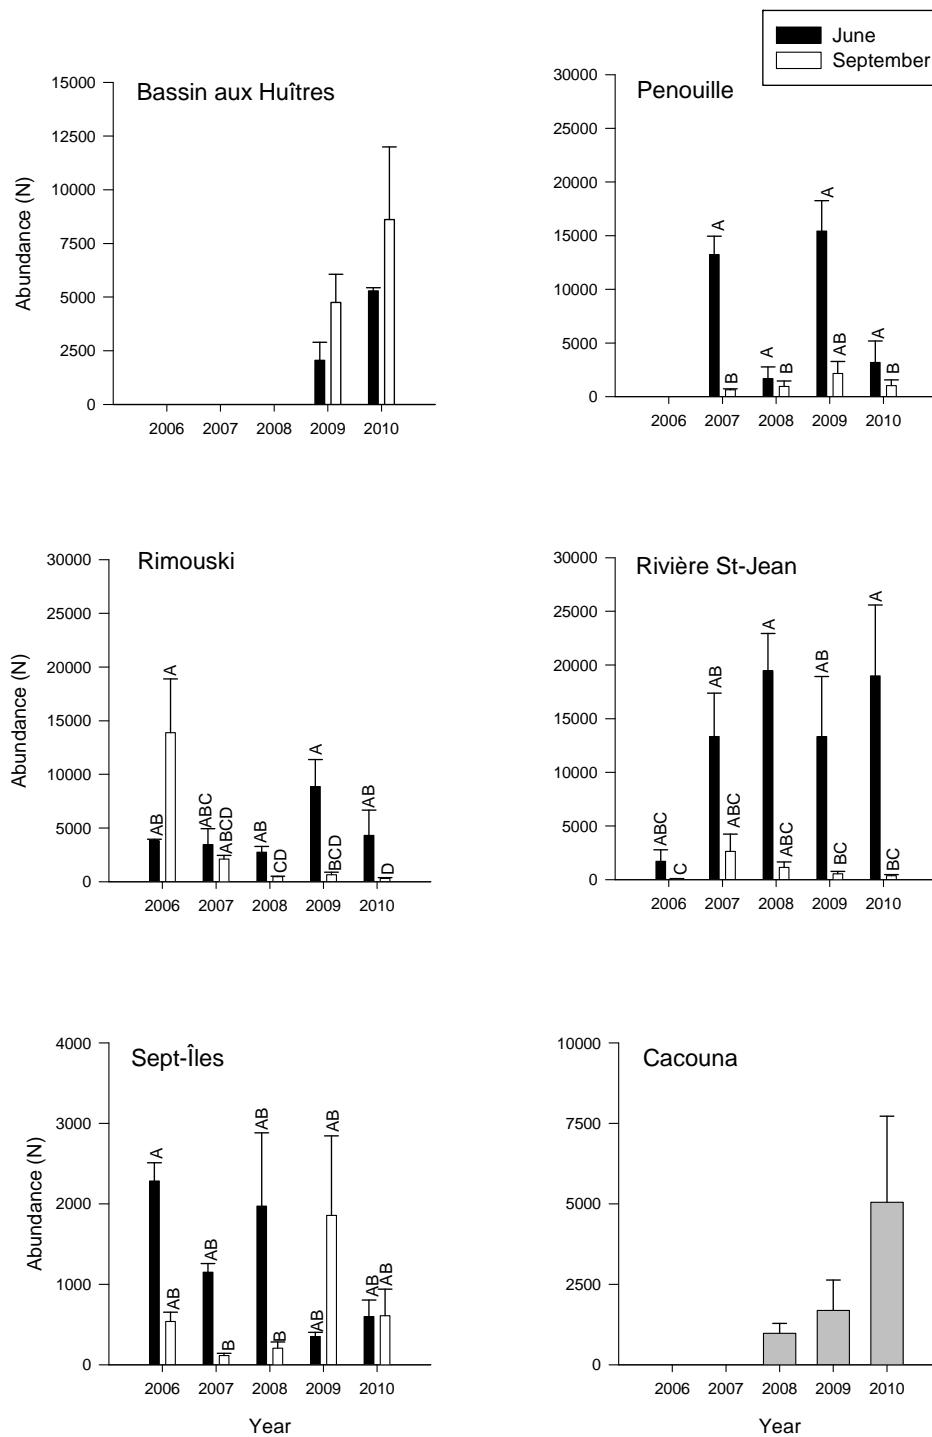 June
September
Bassin aux Huîtres
15000
12500
10000
7500
5000
2500
0
Abundance (N)
2006 2007 2008 2009 2010
Penouille
30000
25000
20000
15000
10000
5000
0
A B A B A AB A B
2006 2007 2008 2009 2010
Rimouski
30000
25000
20000
15000
10000
5000
0
Abundance (N)
AB A ABC ABCD AB CD A BCD AB D
2006 2007 2008 2009 2010
Rivière St-Jean
30000
25000
20000
15000
10000
5000
0
ABC C AB ABC A ABC AB BC A BC
2006 2007 2008 2009 2010
Sept-Îles
4000
3000
2000
1000
0
Abundance (N)
A AB AB B AB B AB AB AB AB
2006 2007 2008 2009 2010
Year
Cacouna
10000
7500
5000
2500
0
2006 2007 2008 2009 2010
Year